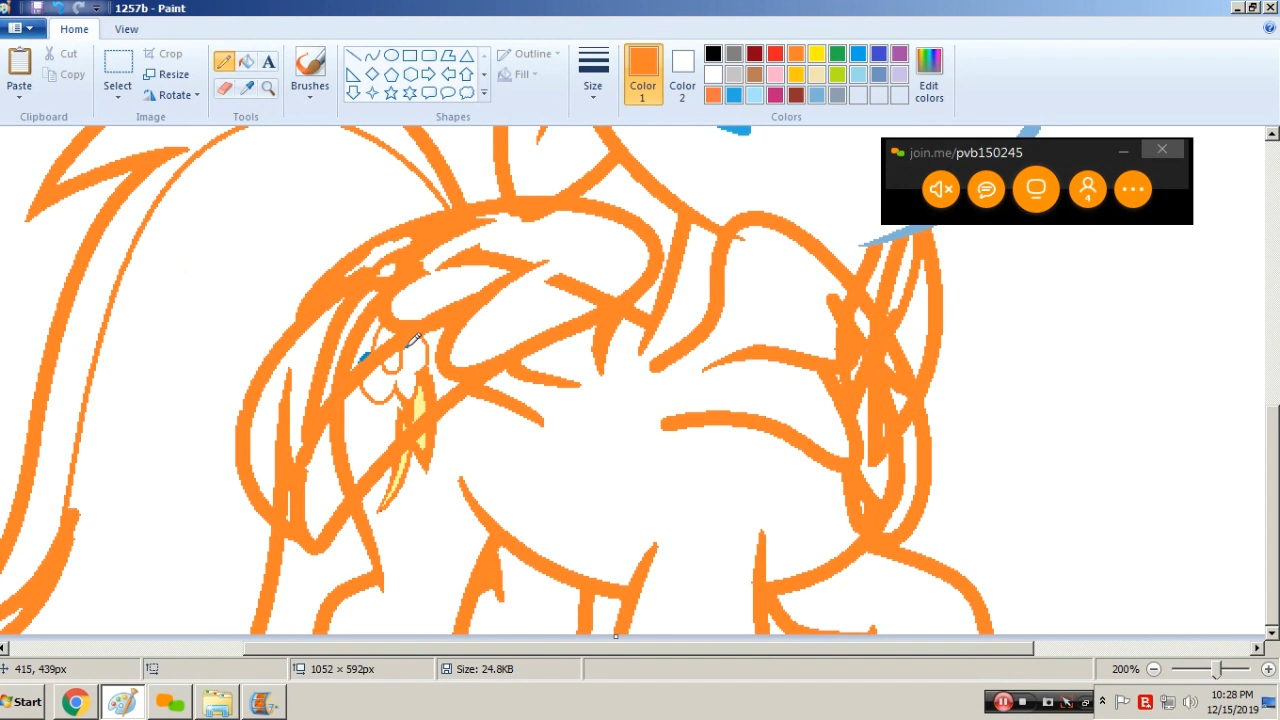 1257b - Paint
Home View
Paste
Cut
Copy
Clipboard
Select
Crop
Resize
Rotate
Image
A
Tools
Brushes
Outline
Fill
Shapes
Size
Color 1
Color 2
Edit colors
Colors
join.me/pvb150245
4
415, 439px
1052 × 592px
Size: 24.8KB
200%
Start
10:28 PM
12/15/2019